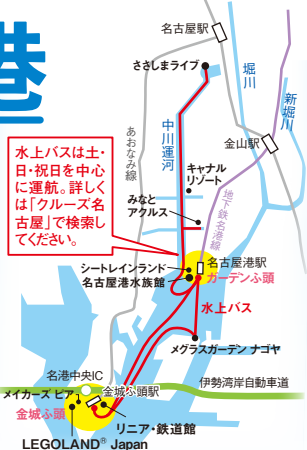 港
名古屋駅
ささしまライブ
堀川
新堀川
中川運河
あおなみ線
金山駅
水上バスは土・
日・祝日を中心
に運航。詳しく
は「クルーズ名
古屋」で検索し
てください。
キャナル
リゾート
みなと
アクルス
地下鉄名港線
名古屋港駅
シートレインランド
名古屋港水族館
ガーデンふ頭
水上バス
メグラスガーデン ナゴヤ
名港中央IC
伊勢湾岸自動車道
メイカーズ ピア
金城ふ頭駅
金城ふ頭
リニア・鉄道館
LEGOLAND® Japan